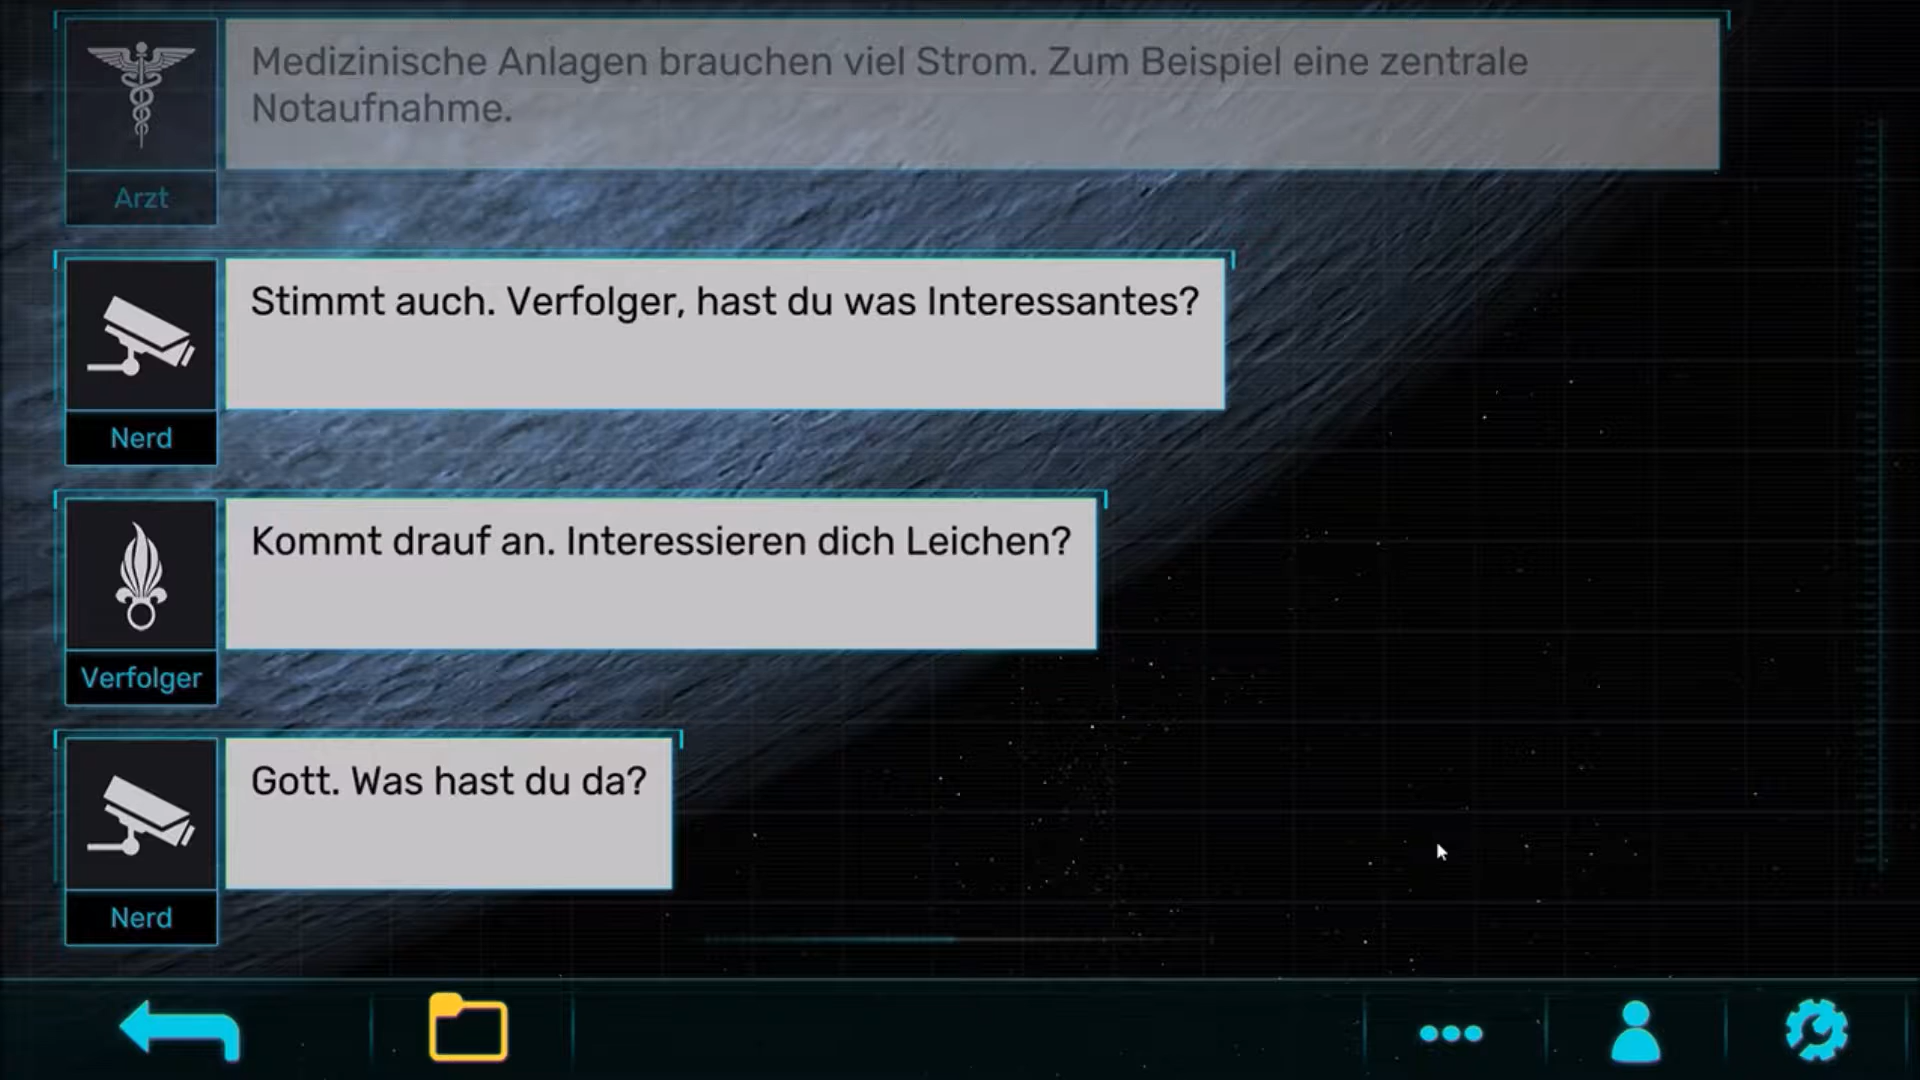 Medizinische Anlagen brauchen viel Strom. Zum Beispiel eine zentrale
Notaufnahme.
Arzt
Stimmt auch. Verfolger, hast du was Interessantes?
Nerd
Kommt drauf an. Interessieren dich Leichen?
Verfolger
Gott. Was hast du da?
Nerd